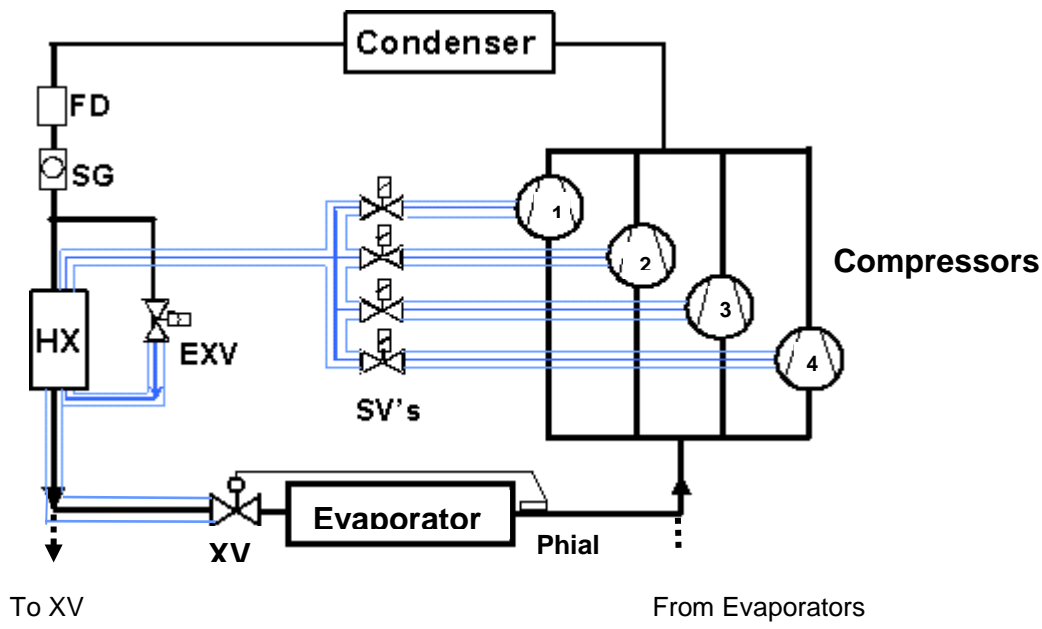 Condenser
FD
SG
1
2
Compressors
3
HX
EXV
4
SV's
Evaporator
XV
Phial
To XV
From Evaporators